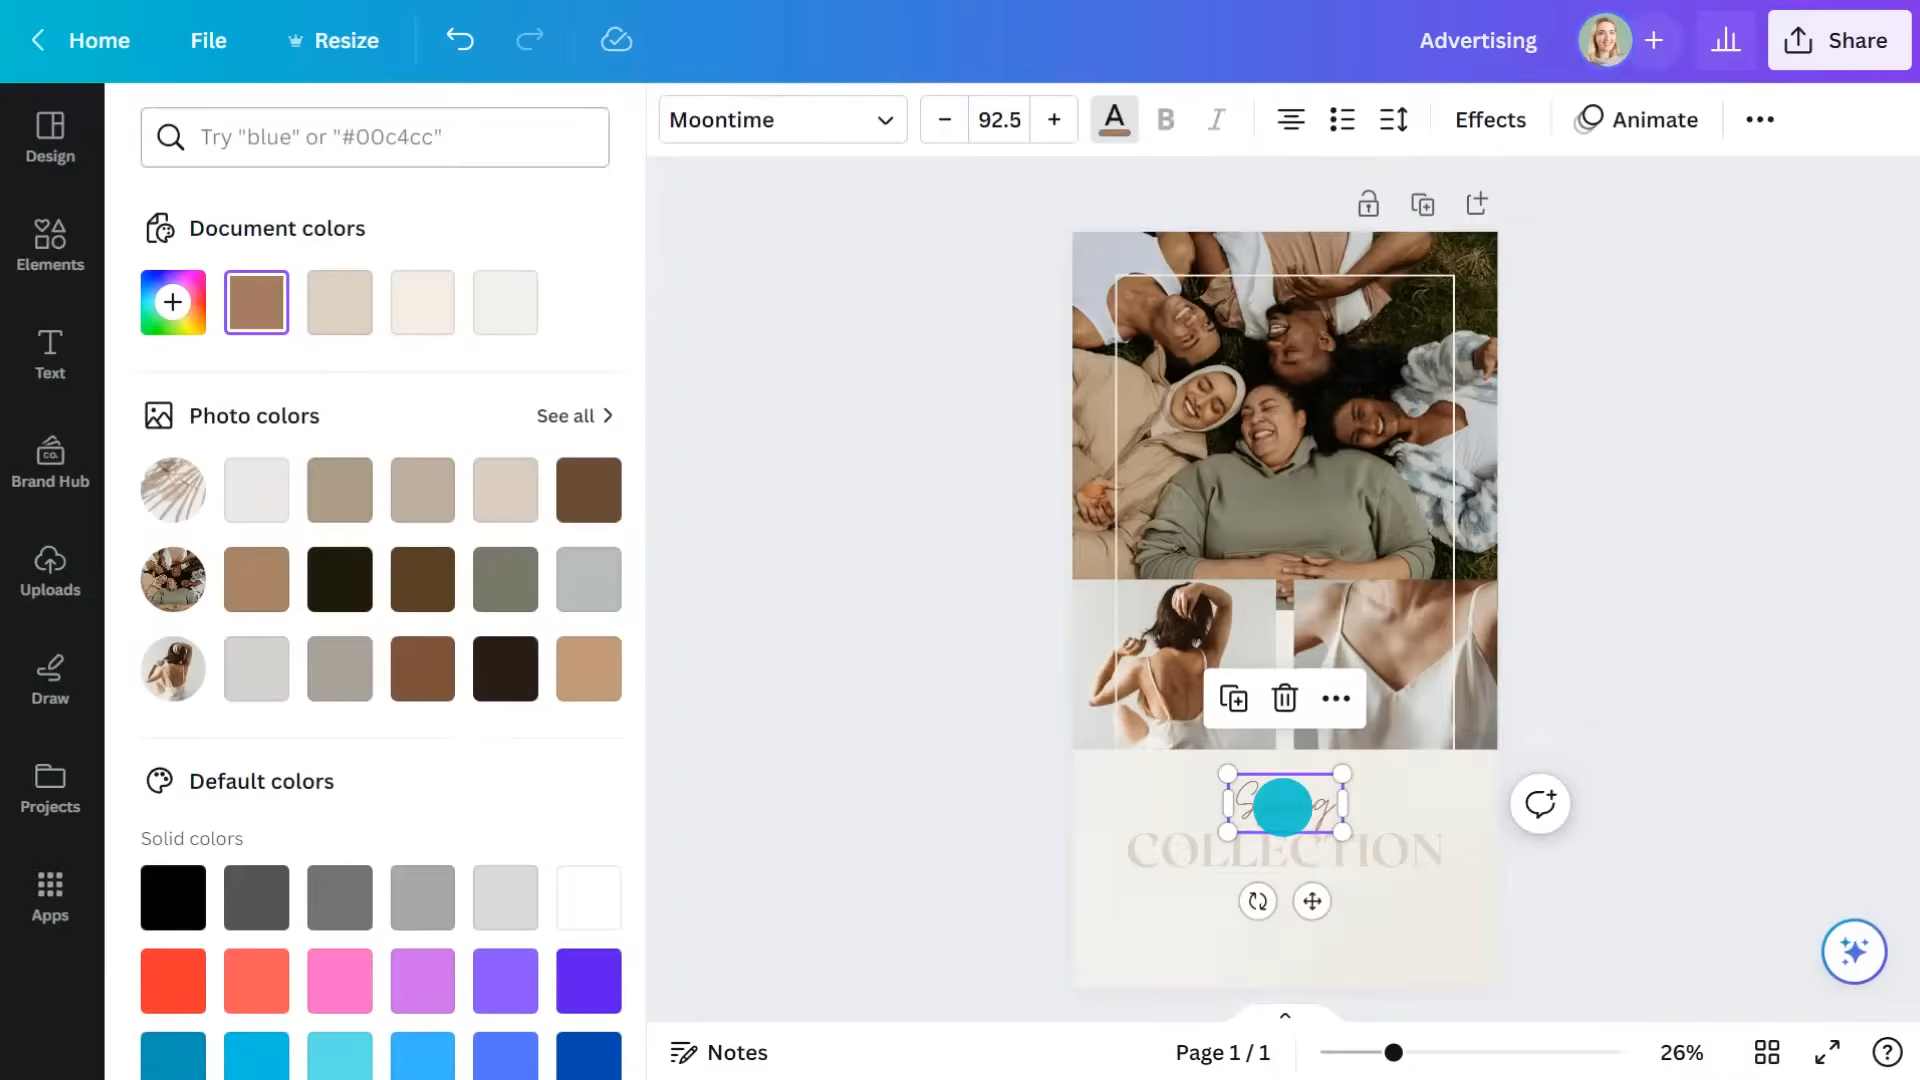 Home File Resize Advertising Share
Try "blue" or "#00c4cc"
Moontime 92.5 A B I Effects Animate
Design
Elements
Text
Brand Hub
CO.
Uploads
Draw
Projects
Apps
Document colors
Photo colors See all
Default colors
Solid colors
COLLECTION
Notes Page 1 / 1 26%